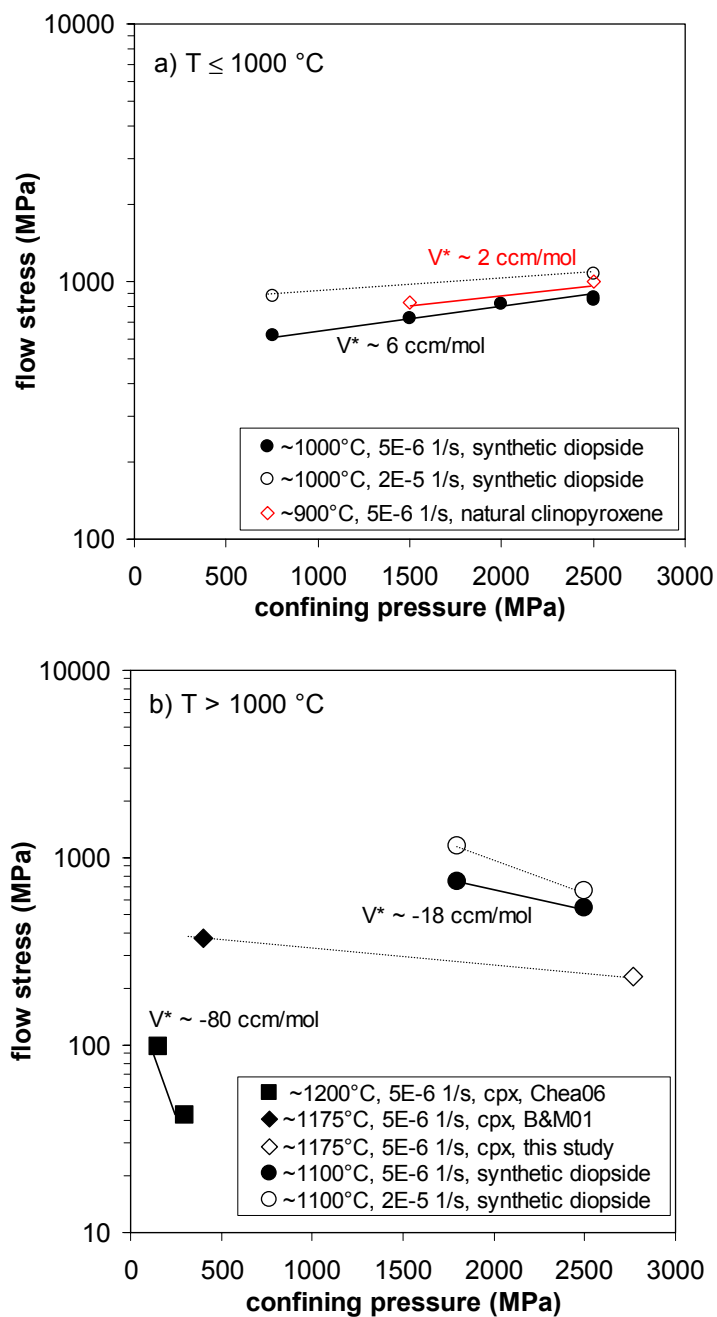 10000
a) T ≤ 1000 °C
1000
100
flow stress (MPa)
V* ~ 2 ccm/mol
V* ~ 6 ccm/mol
~1000°C, 5E-6 1/s, synthetic diopside
~1000°C, 2E-5 1/s, synthetic diopside
~900°C, 5E-6 1/s, natural clinopyroxene
0 500 1000 1500 2000 2500 3000
confining pressure (MPa)
10000
b) T > 1000 °C
1000
100
10
flow stress (MPa)
V* ~ -18 ccm/mol
V* ~ -80 ccm/mol
~1200°C, 5E-6 1/s, cpx, Chea06
~1175°C, 5E-6 1/s, cpx, B&M01
~1175°C, 5E-6 1/s, cpx, this study
~1100°C, 5E-6 1/s, synthetic diopside
~1100°C, 2E-5 1/s, synthetic diopside
0 500 1000 1500 2000 2500 3000
confining pressure (MPa)